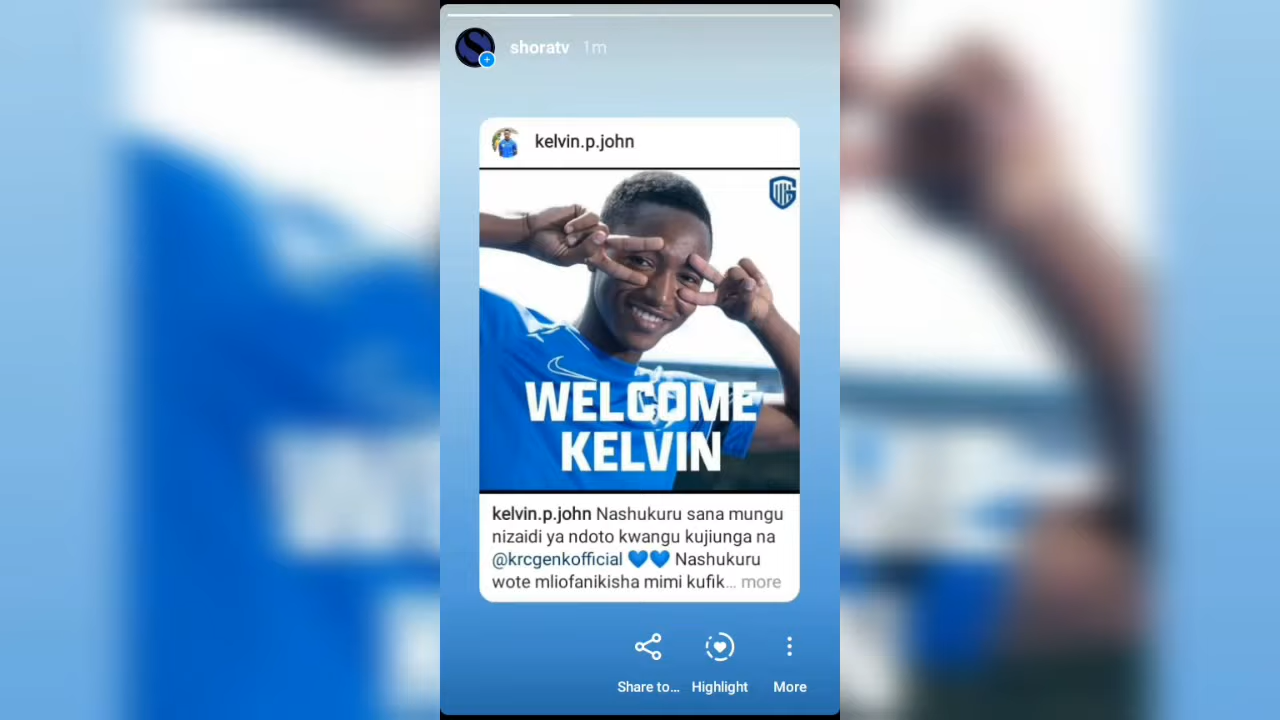 shoratv 1m
kelvin.p.john
WELCOME
KELVIN
kelvin.p.john Nashukuru sana mungu
nizaidi ya ndoto kwangu kujiunga na
@krcgenkofficial 💙💙 Nashukuru
wote mliofanikisha mimi kufik... more
Share to... Highlight More